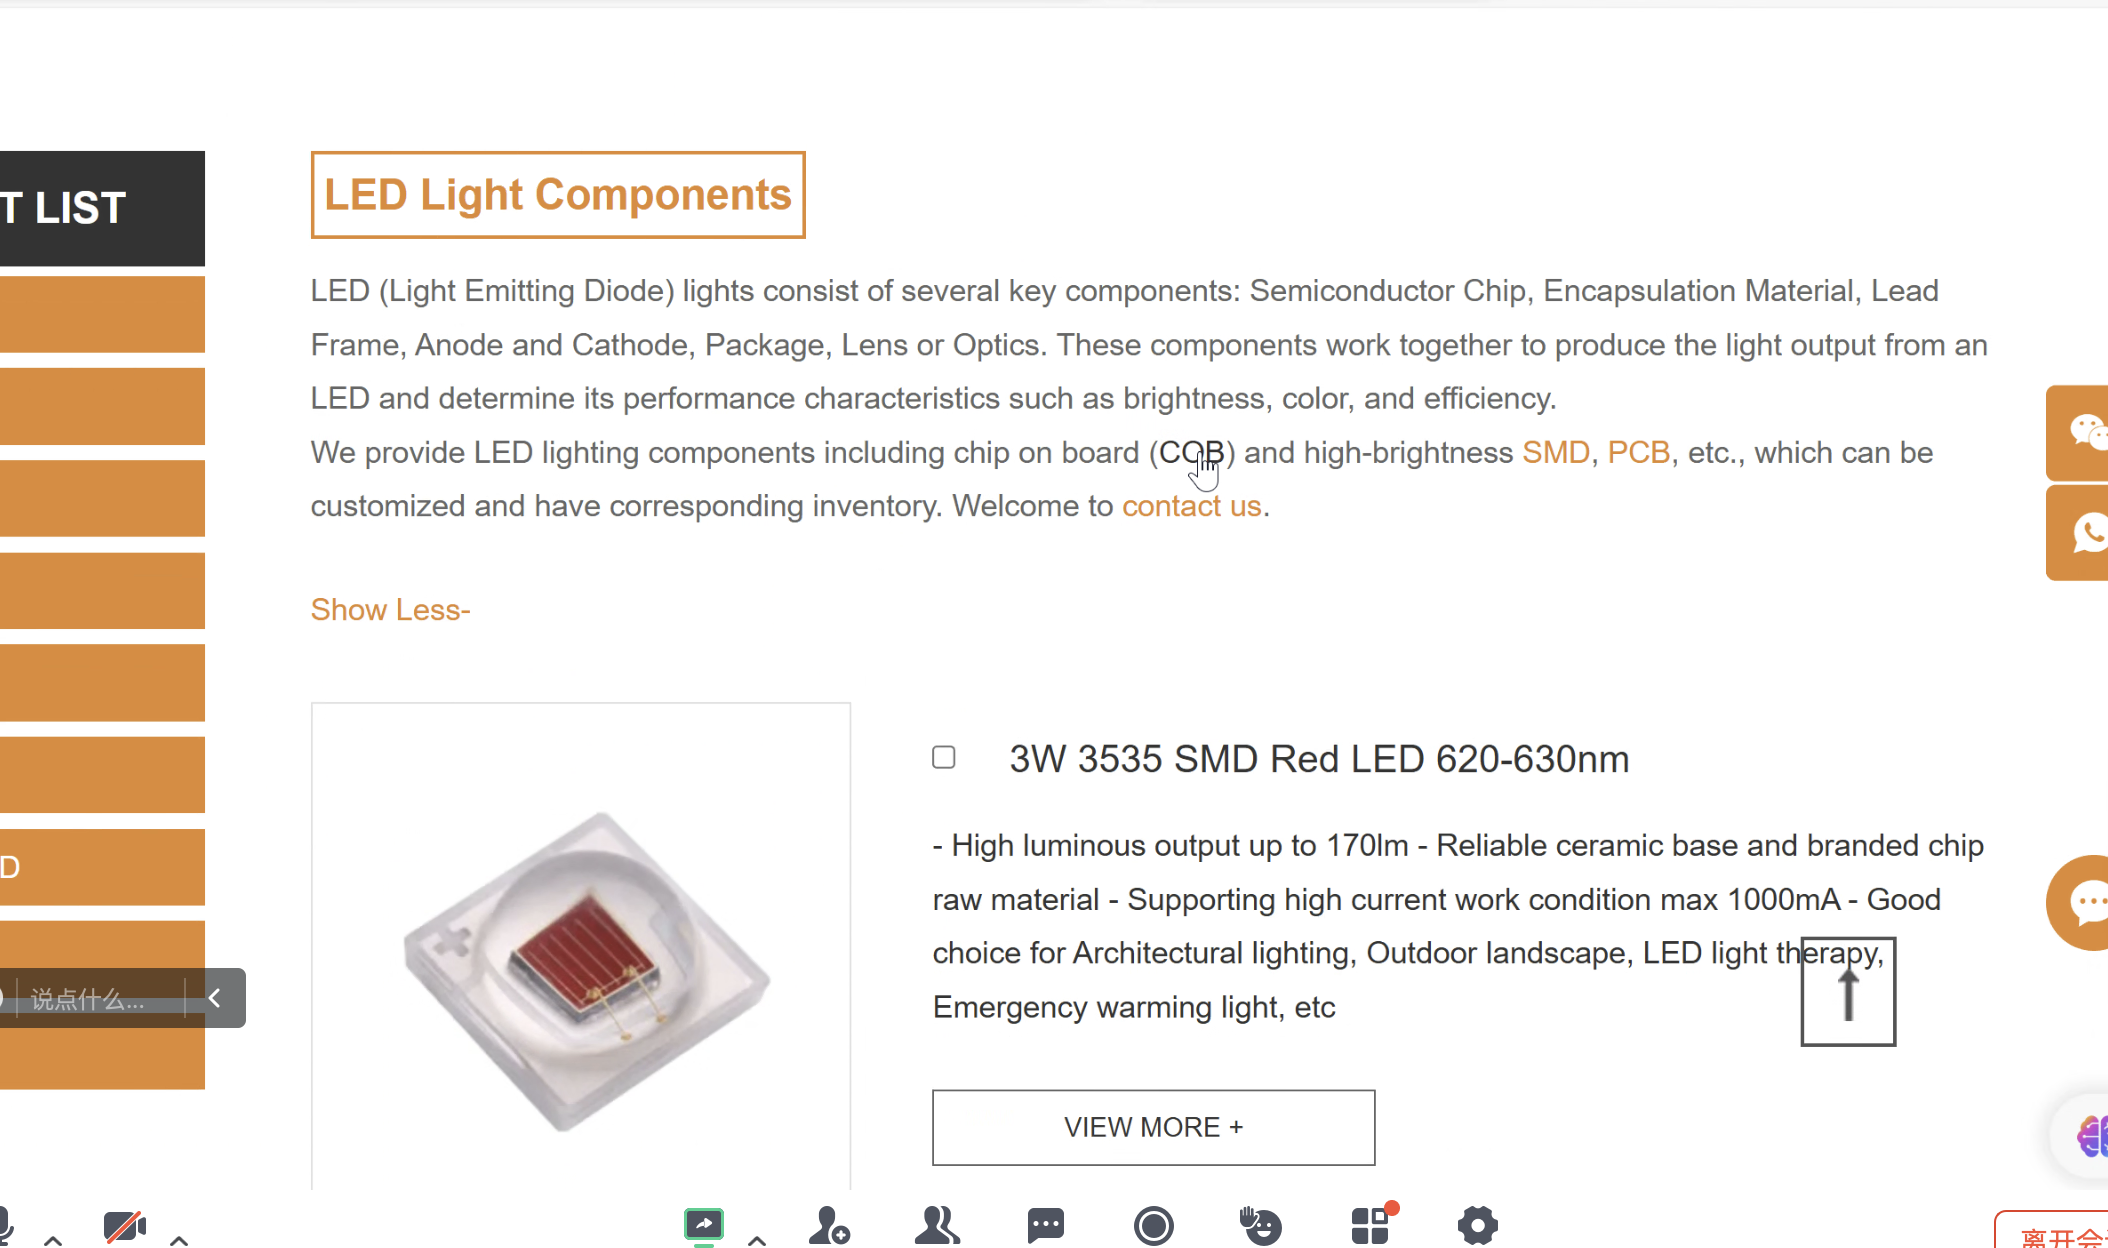 T LIST
LED Light Components
LED (Light Emitting Diode) lights consist of several key components: Semiconductor Chip, Encapsulation Material, Lead
Frame, Anode and Cathode, Package, Lens or Optics. These components work together to produce the light output from an
LED and determine its performance characteristics such as brightness, color, and efficiency.
We provide LED lighting components including chip on board (COB) and high-brightness SMD, PCB, etc., which can be
customized and have corresponding inventory. Welcome to contact us.
Show Less-
3W 3535 SMD Red LED 620-630nm
- High luminous output up to 170lm - Reliable ceramic base and branded chip
raw material - Supporting high current work condition max 1000mA - Good
choice for Architectural lighting, Outdoor landscape, LED light therapy,
Emergency warming light, etc
VIEW MORE +
D
说点什么...
离开会